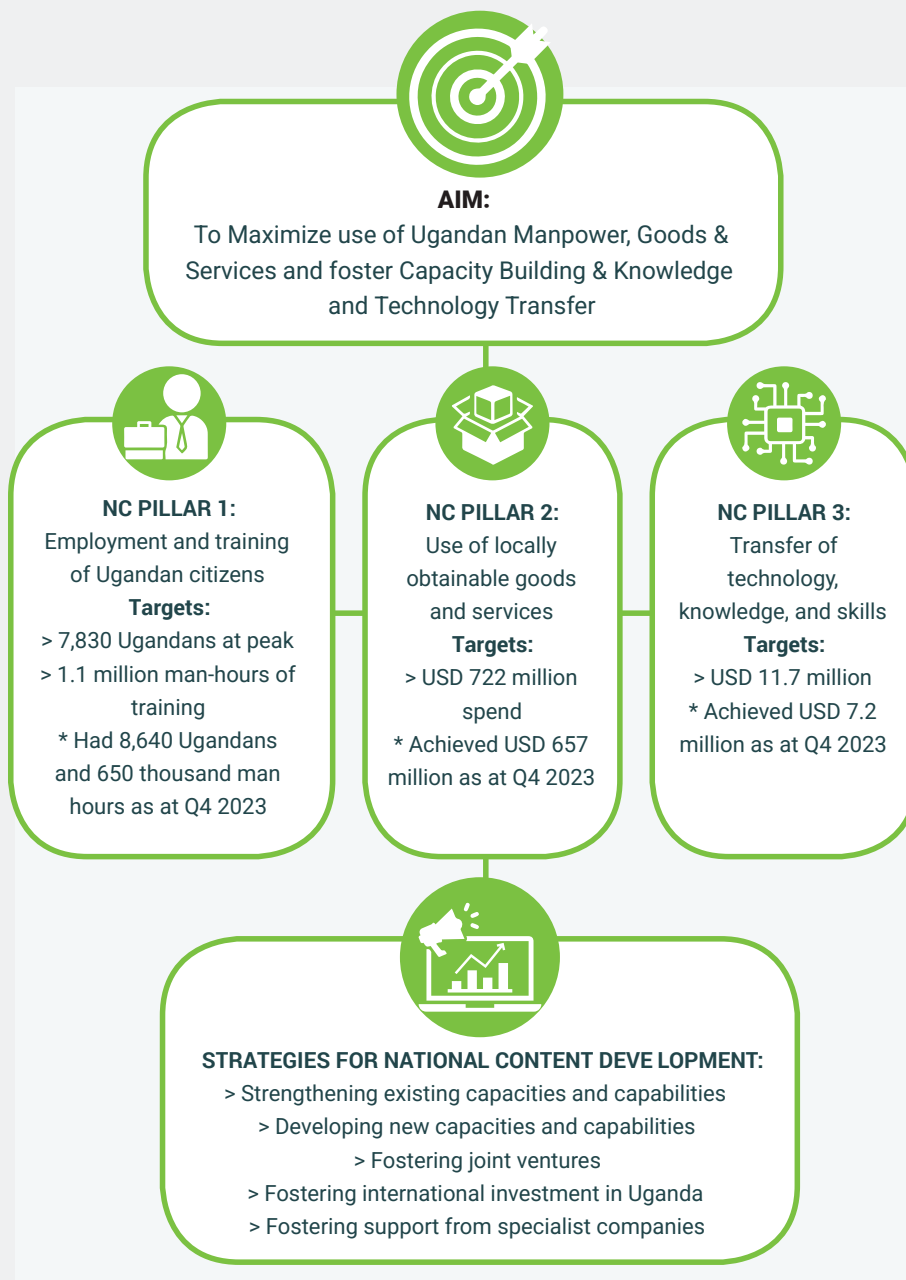 AIM:
To Maximize use of Ugandan Manpower, Goods &
Services and foster Capacity Building & Knowledge
and Technology Transfer
NC PILLAR 1:
Employment and training
of Ugandan citizens
Targets:
> 7,830 Ugandans at peak
> 1.1 million man-hours of
training
* Had 8,640 Ugandans
and 650 thousand man
hours as at Q4 2023
NC PILLAR 2:
Use of locally
obtainable goods
and services
Targets:
> USD 722 million
spend
* Achieved USD 657
million as at Q4 2023
NC PILLAR 3:
Transfer of
technology,
knowledge, and skills
Targets:
> USD 11.7 million
* Achieved USD 7.2
million as at Q4 2023
STRATEGIES FOR NATIONAL CONTENT DEVE LOPMENT:
> Strengthening existing capacities and capabilities
> Developing new capacities and capabilities
> Fostering joint ventures
> Fostering international investment in Uganda
> Fostering support from specialist companies